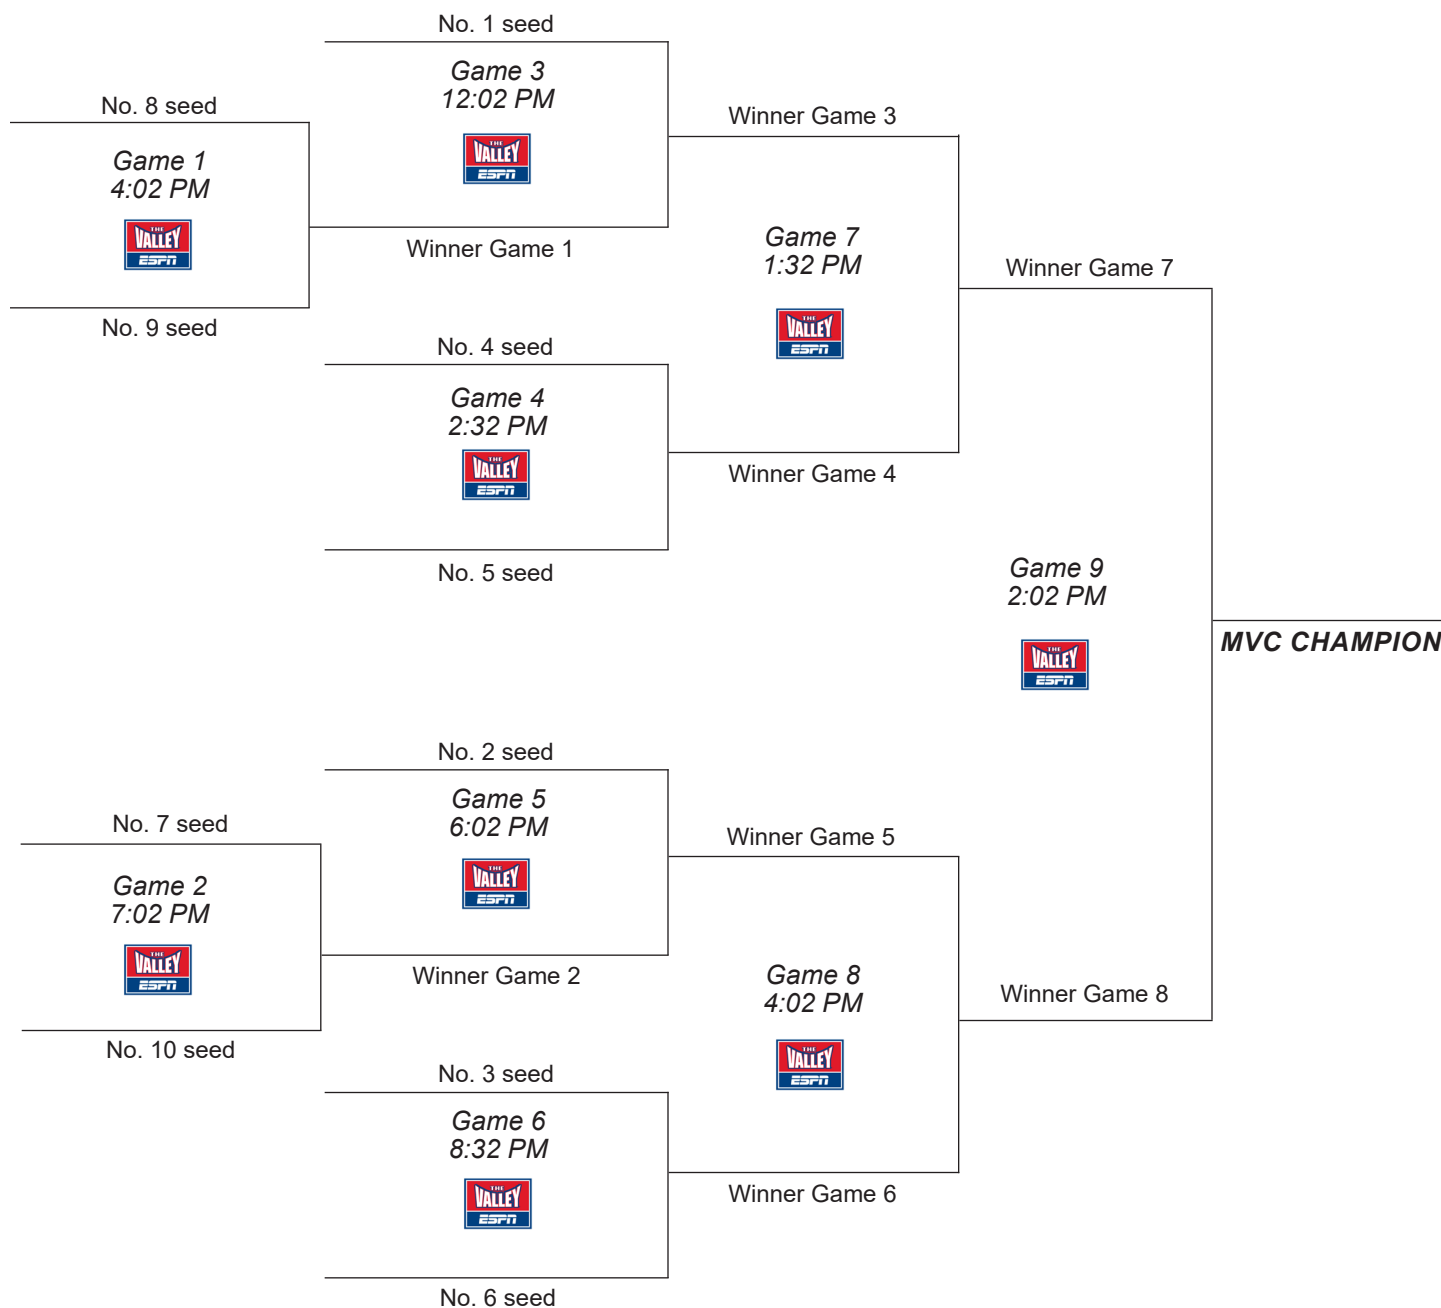 No. 1 seed
Game 3
12:02 PM
THE
VALLEY
ESPN
No. 8 seed
Game 1
4:02 PM
THE
VALLEY
ESPN
Winner Game 1
No. 9 seed
Winner Game 3
Game 7
1:32 PM
THE
VALLEY
ESPN
Winner Game 7
No. 4 seed
Game 4
2:32 PM
THE
VALLEY
ESPN
Winner Game 4
No. 5 seed
Game 9
2:02 PM
THE
VALLEY
ESPN
MVC CHAMPION
No. 2 seed
Game 5
6:02 PM
THE
VALLEY
ESPN
No. 7 seed
Game 2
7:02 PM
THE
VALLEY
ESPN
Winner Game 2
No. 10 seed
Winner Game 5
Game 8
4:02 PM
THE
VALLEY
ESPN
Winner Game 8
No. 3 seed
Game 6
8:32 PM
THE
VALLEY
ESPN
Winner Game 6
No. 6 seed